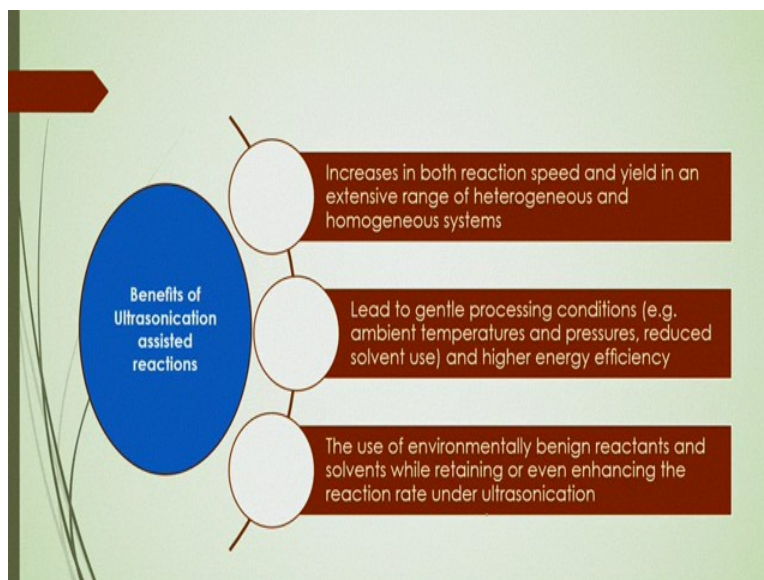 Benefits of
Ultrasonication
assisted
reactions
Increases in both reaction speed and yield in an
extensive range of heterogeneous and
homogeneous systems
Lead to gentle processing conditions (e.g.
ambient temperatures and pressures, reduced
solvent use) and higher energy efficiency
The use of environmentally benign reactants and
solvents while retaining or even enhancing the
reaction rate under ultrasonication